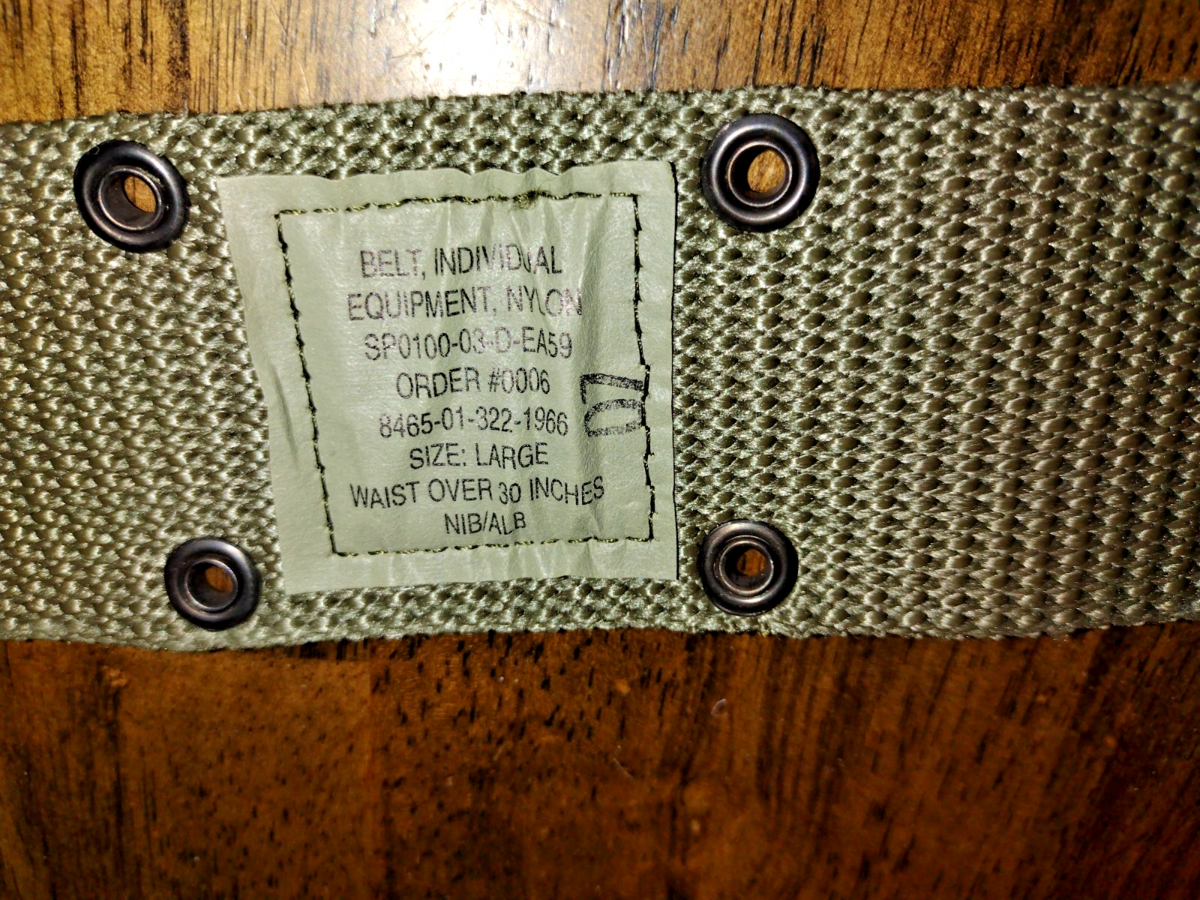 BELT, INDIVIDUAL
EQUIPMENT, NYLON
SP0100-03-D-EA59
ORDER #0006
8465-01-322-1966
SIZE: LARGE
WAIST OVER 30 INCHES
NIB/ALB